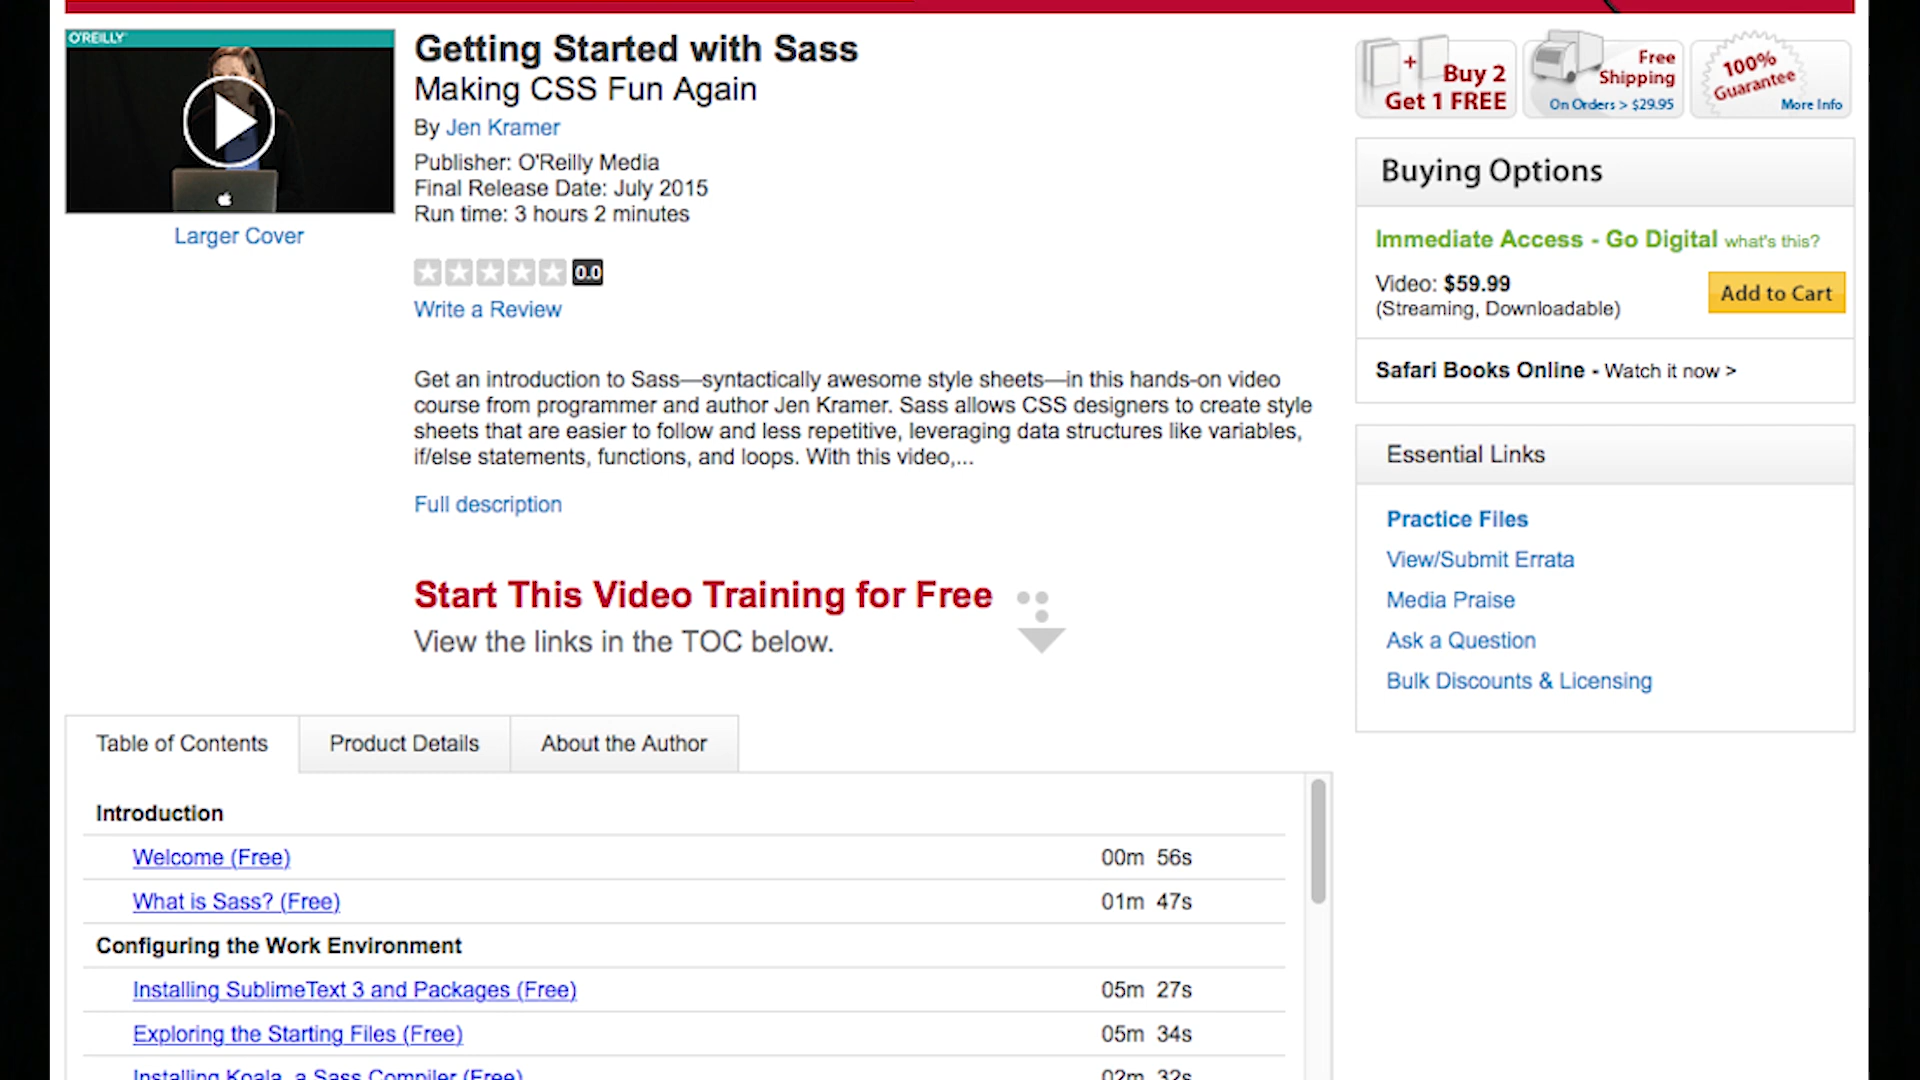 O'REILLY
Getting Started with Sass
Making CSS Fun Again
By Jen Kramer
Publisher: O'Reilly Media
Final Release Date: July 2015
Run time: 3 hours 2 minutes
Larger Cover
0.0
Write a Review
Get an introduction to Sass—syntactically awesome style sheets—in this hands-on video
course from programmer and author Jen Kramer. Sass allows CSS designers to create style
sheets that are easier to follow and less repetitive, leveraging data structures like variables,
if/else statements, functions, and loops. With this video,...
Full description
Start This Video Training for Free
View the links in the TOC below.
Buy 2
Get 1 FREE
Free
Shipping
On Orders > $29.95
100%
Guarantee
More Info
Buying Options
Immediate Access - Go Digital what's this?
Video: $59.99
(Streaming, Downloadable)
Add to Cart
Safari Books Online - Watch it now >
Essential Links
Practice Files
View/Submit Errata
Media Praise
Ask a Question
Bulk Discounts & Licensing
Table of Contents
Product Details
About the Author
Introduction
Welcome (Free) 00m 56s
What is Sass? (Free) 01m 47s
Configuring the Work Environment
Installing SublimeText 3 and Packages (Free) 05m 27s
Exploring the Starting Files (Free) 05m 34s
Installing Koala, a Sass Compiler (Free) 02m 32s